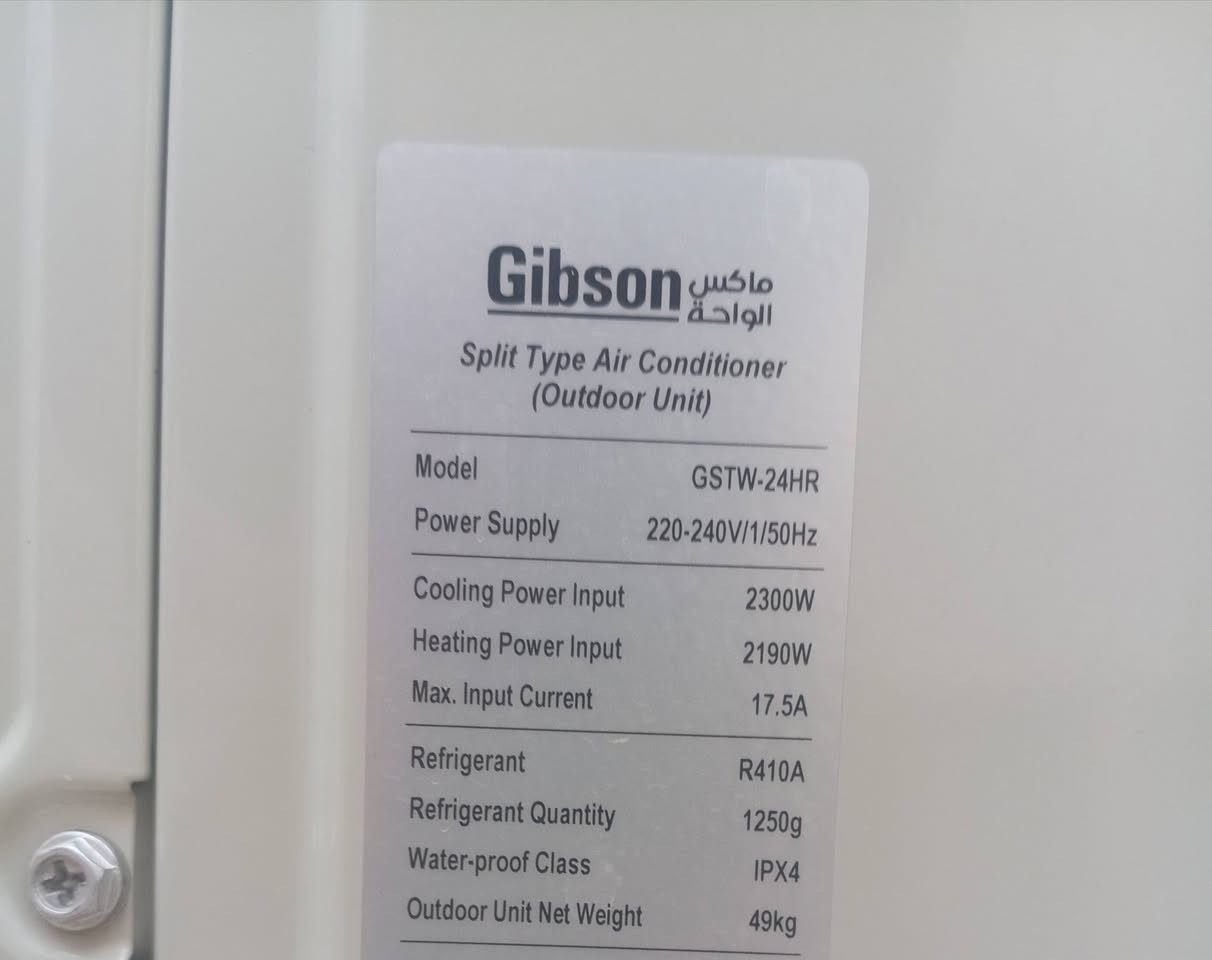 Gibson ماكس
الواحة
Split Type Air Conditioner
(Outdoor Unit)
Model GSTW-24HR
Power Supply 220-240V/1/50Hz
Cooling Power Input 2300W
Heating Power Input 2190W
Max. Input Current 17.5A
Refrigerant R410A
Refrigerant Quantity 1250g
Water-proof Class IPX4
Outdoor Unit Net Weight 49kg